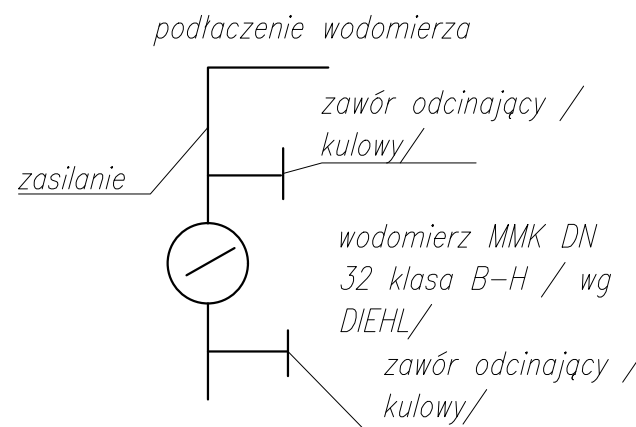 podłaczenie wodomierza
zawór odcinający /
kulowy/
zasilanie
wodomierz MMK DN
32 klasa B-H / wg
DIEHL/
zawór odcinający /
kulowy/